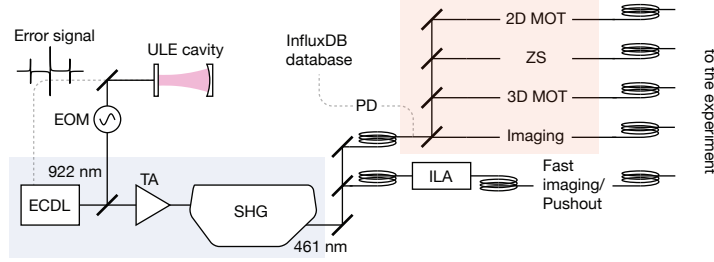 Error signal
ULE cavity
EOM
922 nm
ECDL
TA
SHG
461 nm
InfluxDB
database
PD
2D MOT
ZS
3D MOT
Imaging
ILA
Fast
imaging/
Pushout
to the experiment